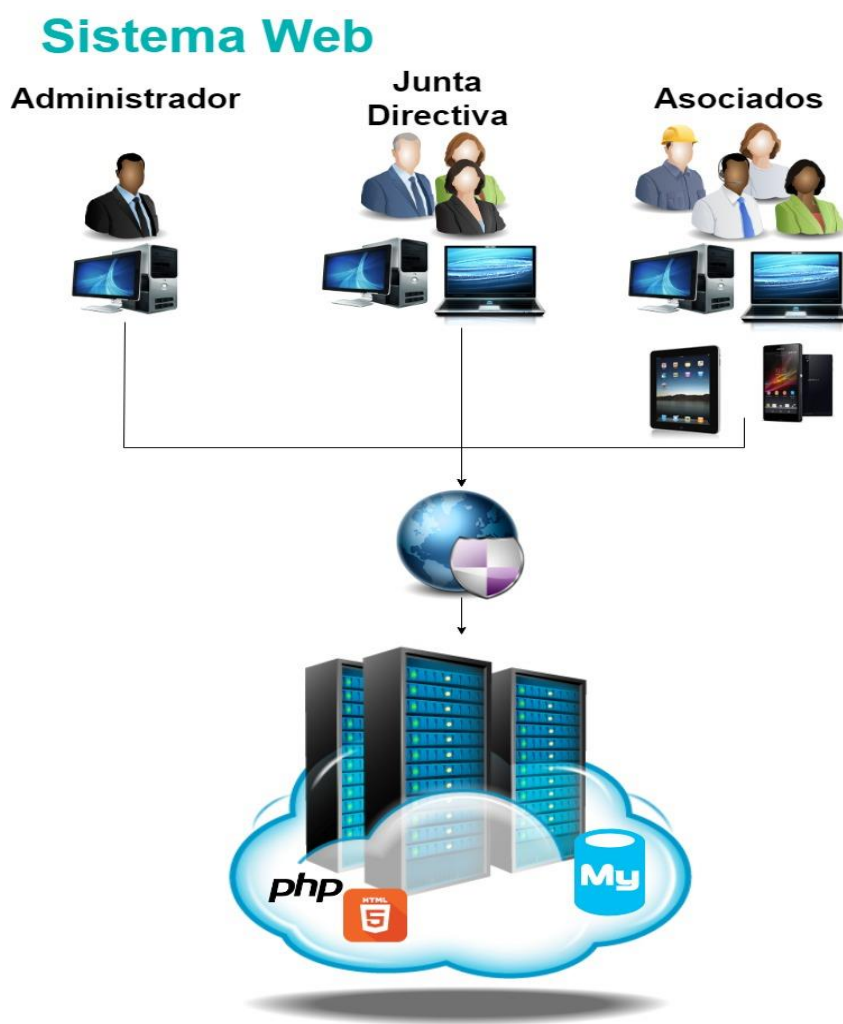 Sistema Web
Administrador
Junta
Directiva
Asociados
php
HTML
5
My